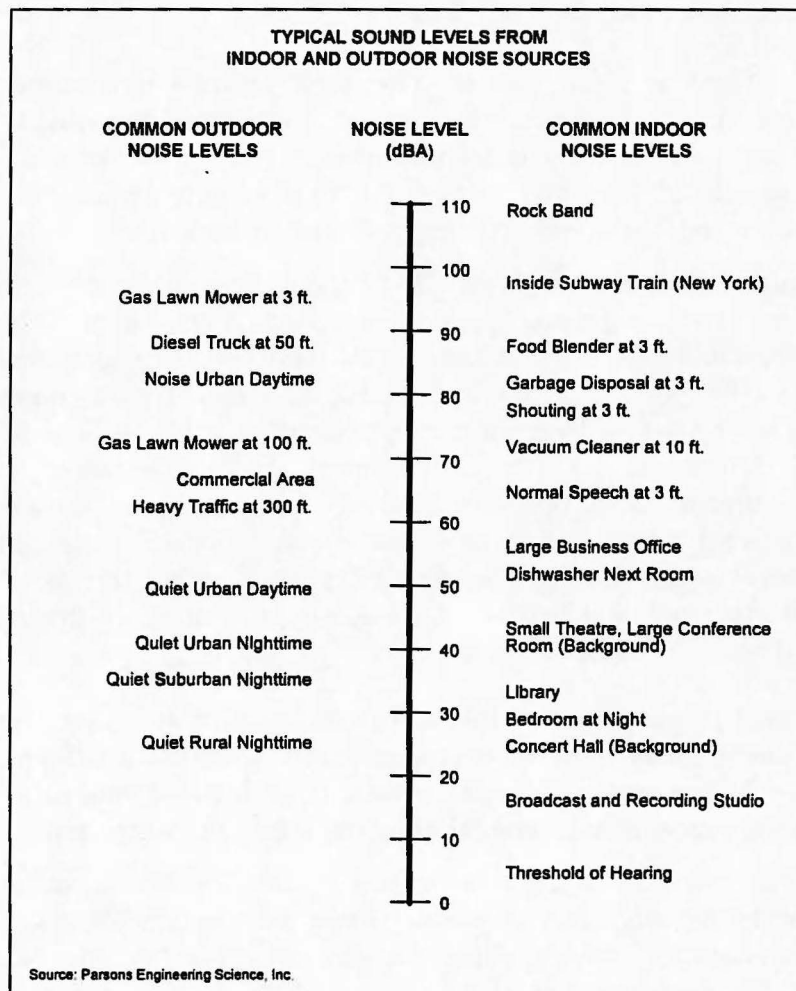 TYPICAL SOUND LEVELS FROM
INDOOR AND OUTDOOR NOISE SOURCES
COMMON OUTDOOR
NOISE LEVELS
NOISE LEVEL
(dBA)
COMMON INDOOR
NOISE LEVELS
110
Rock Band
100
Inside Subway Train (New York)
Gas Lawn Mower at 3 ft.
90
Diesel Truck at 50 ft.
Food Blender at 3 ft.
Noise Urban Daytime
Garbage Disposal at 3 ft.
80
Shouting at 3 ft.
Gas Lawn Mower at 100 ft.
Vacuum Cleaner at 10 ft.
70
Commercial Area
Normal Speech at 3 ft.
Heavy Traffic at 300 ft.
60
Large Business Office
Dishwasher Next Room
50
Quiet Urban Daytime
Small Theatre, Large Conference
Room (Background)
Quiet Urban Nighttime
40
Quiet Suburban Nighttime
Library
30
Bedroom at Night
Quiet Rural Nighttime
Concert Hall (Background)
20
Broadcast and Recording Studio
10
Threshold of Hearing
0
Source: Parsons Engineering Science, Inc.